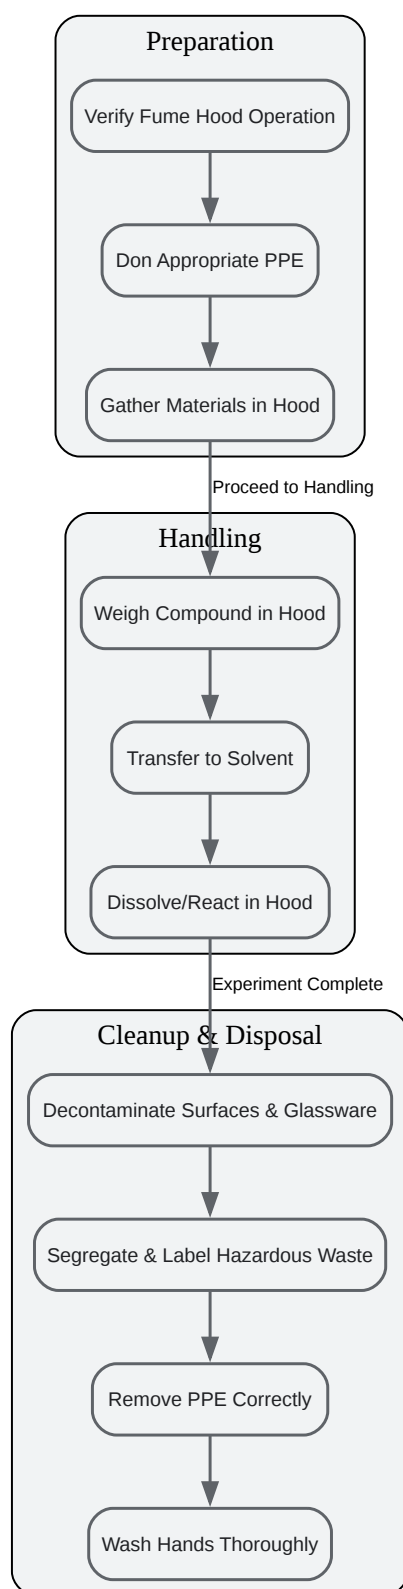 Preparation
Verify Fume Hood Operation
Don Appropriate PPE
Gather Materials in Hood
Proceed to Handling
Handling
Weigh Compound in Hood
Transfer to Solvent
Dissolve/React in Hood
Experiment Complete
Cleanup & Disposal
Decontaminate Surfaces & Glassware
Segregate & Label Hazardous Waste
Remove PPE Correctly
Wash Hands Thoroughly